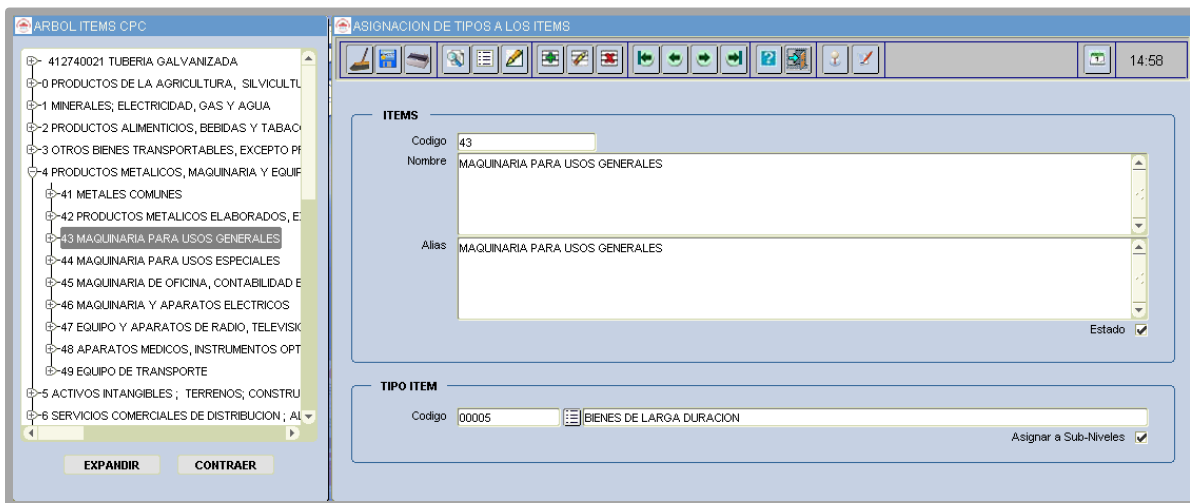 ARBOL ITEMS CPC
412740021 TUBERIA GALVANIZADA
0 PRODUCTOS DE LA AGRICULTURA, SILVICULTU
1 MINERALES; ELECTRICIDAD, GAS Y AGUA
2 PRODUCTOS ALIMENTICIOS, BEBIDAS Y TABAC
3 OTROS BIENES TRANSPORTABLES, EXCEPTO
4 PRODUCTOS METALICOS, MAQUINARIA Y EQUIP
41 METALES COMUNES
42 PRODUCTOS METALICOS ELABORADOS, E
43 MAQUINARIA PARA USOS GENERALES
44 MAQUINARIA PARA USOS ESPECIALES
45 MAQUINARIA DE OFICINA, CONTABILIDAD E
46 MAQUINARIA Y APARATOS ELECTRICOS
47 EQUIPO Y APARATOS DE RADIO, TELEVISI
48 APARATOS MEDICOS, INSTRUMENTOS OPT
49 EQUIPO DE TRANSPORTE
5 ACTIVOS INTANGIBLES ; TERRENOS; CONSTRU
6 SERVICIOS COMERCIALES DE DISTRIBUCION ;
EXPANDIR CONTRAER
ASIGNACION DE TIPOS A LOS ITEMS
14:58
ITEMS
Codigo 43
Nombre MAQUINARIA PARA USOS GENERALES
Alias MAQUINARIA PARA USOS GENERALES
Estado
TIPO ITEM
Codigo 00005 BIENES DE LARGA DURACION
Asignar a Sub-Niveles